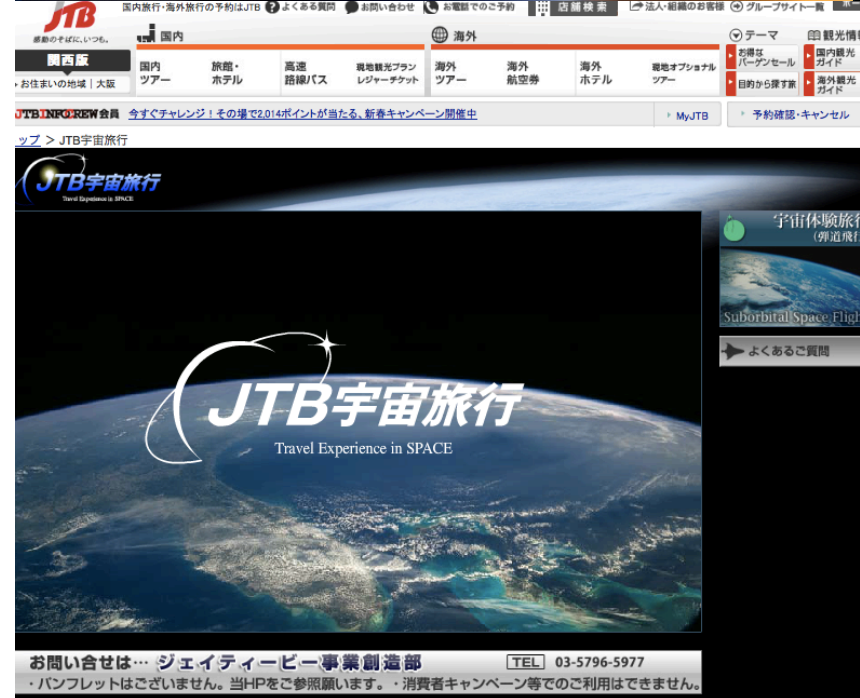 国内旅行・海外旅行の予約はJTB よくある質問 お問い合わせ お電話でのご予約 店舗検索 法人・組織のお客様 グループサイト一覧
JTB
感動のそばに、いつも。
国内 海外 テーマ 観光情
関西版
お住まいの地域｜大阪
国内
ツアー
旅館・
ホテル
高速
路線バス
現地観光プラン
レジャーチケット
海外
ツアー
海外
航空券
海外
ホテル
現地オプショナル
ツアー
お得な
バーゲンセール
国内観光
ガイド
目的から探す旅
海外観光
ガイド
JTB INFO CREW会員 今すぐチャレンジ！その場で2,014ポイントが当たる、新春キャンペーン開催中 MyJTB 予約確認・キャンセル
ップ > JTB宇宙旅行
JTB宇宙旅行
Travel Experience in SPACE
宇宙体験旅行
(弾道飛行
Suborbital Space Fligh
よくあるご質問
JTB宇宙旅行
Travel Experience in SPACE
お問い合せは… ジェイティービー事業創造部 TEL 03-5796-5977
・パンフレットはございません。当HPをご参照願います。・消費者キャンペーン等でのご利用はできません。